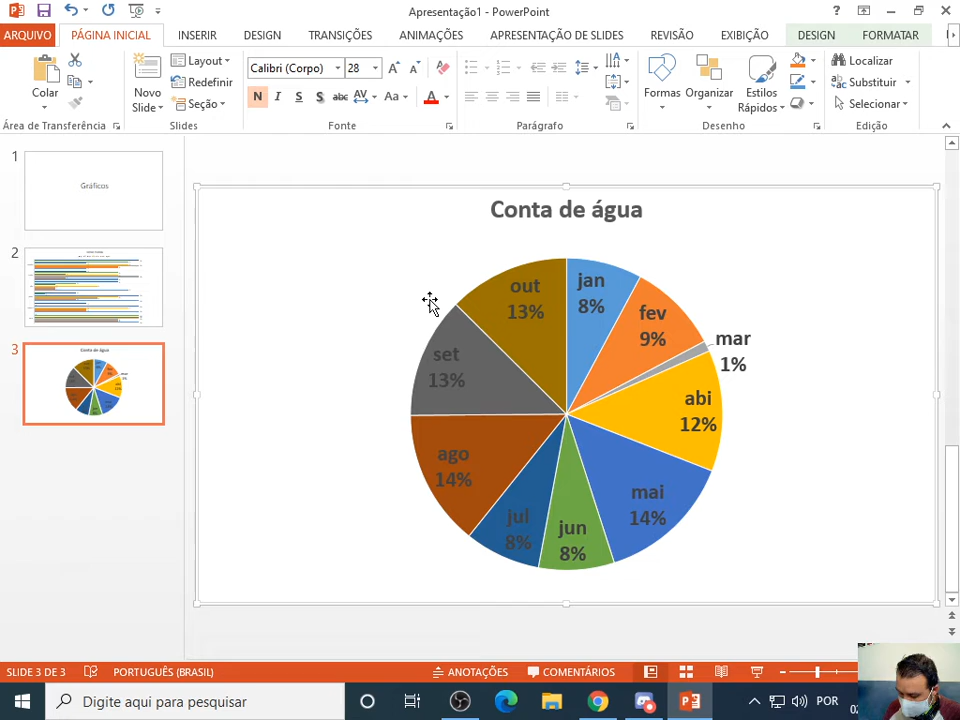 Apresentação1 - PowerPoint
?
ARQUIVO PÁGINA INICIAL INSERIR DESIGN TRANSIÇÕES ANIMAÇÕES APRESENTAÇÃO DE SLIDES REVISÃO EXIBIÇÃO DESIGN FORMATAR
Colar
Área de Transferência
Novo
Slide
Layout
Redefinir
Seção
Slides
Calibri (Corpo) 28
N I S S abc AV Aa A
Fonte
Parágrafo
Formas Organizar Estilos
Rápidos
Desenho
Localizar
Substituir
Selecionar
Edição
1
Gráficos
2
3
Conta de água
Conta de água
jan
8%
fev
9%
mar
1%
abi
12%
mai
14%
jun
8%
jul
8%
ago
14%
set
13%
out
13%
SLIDE 3 DE 3 PORTUGUÊS (BRASIL) ANOTAÇÕES COMENTÁRIOS
Digite aqui para pesquisar
POR